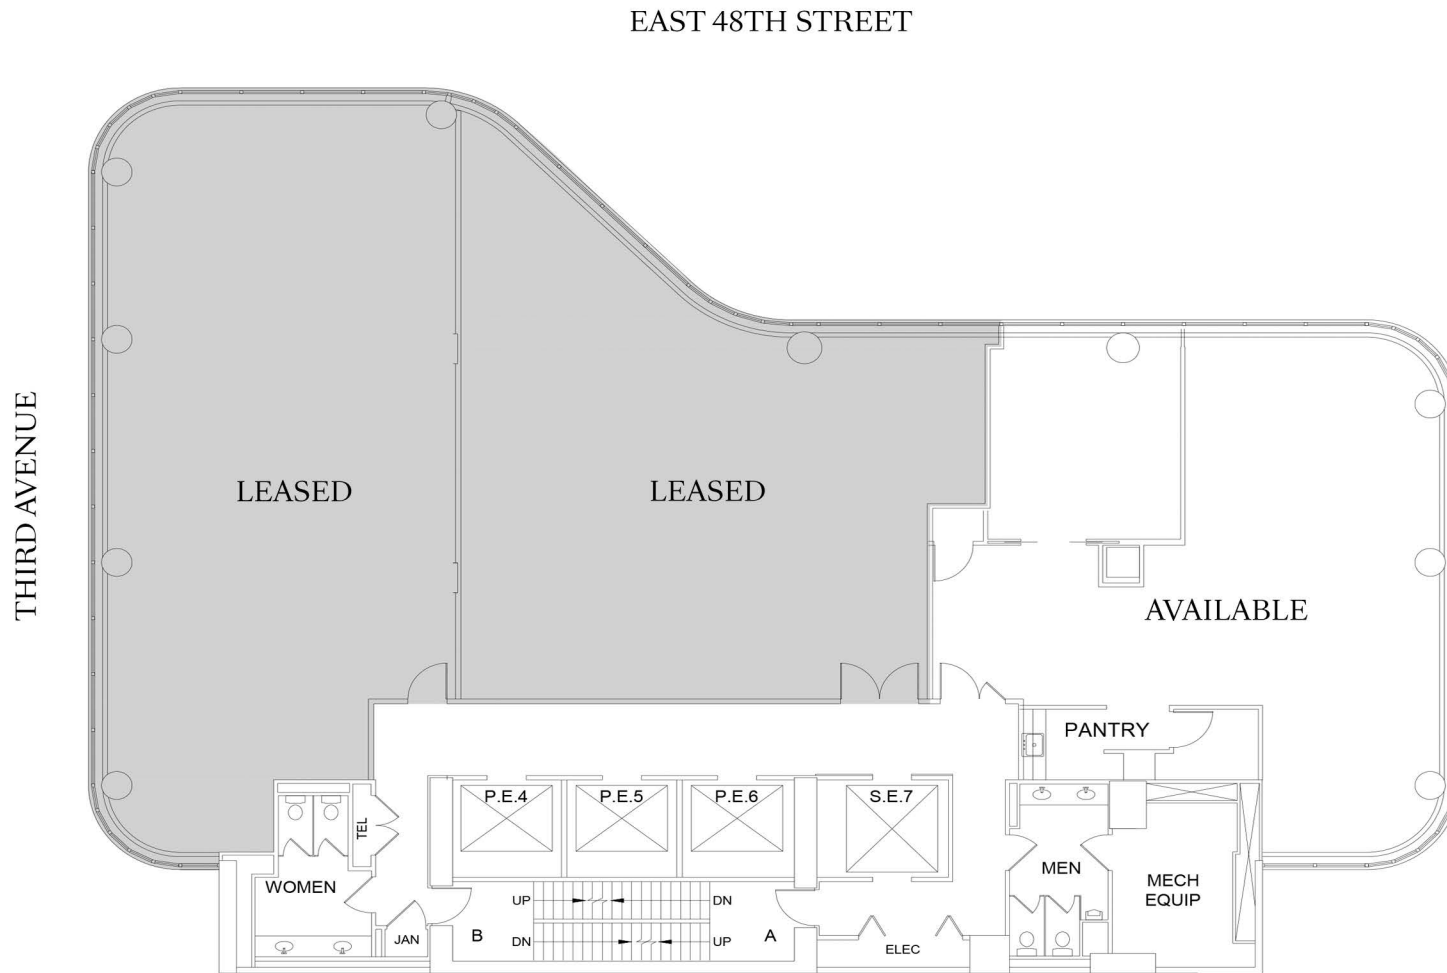 EAST 48TH STREET
THIRD AVENUE
LEASED
LEASED
AVAILABLE
PANTRY
P.E.4
P.E.5
P.E.6
S.E.7
TEL
WOMEN
MEN
MECH
EQUIP
UP
DN
B
A
JAN
DN
UP
ELEC